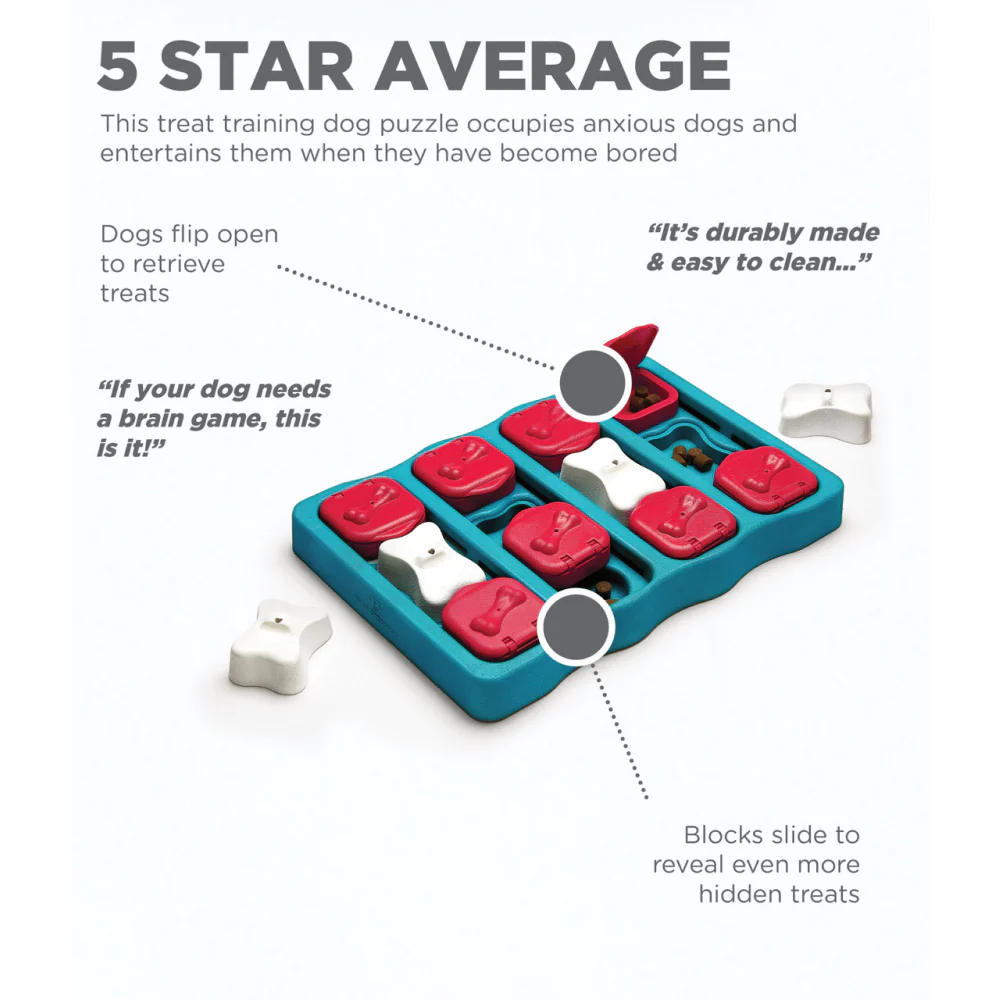 5 STAR AVERAGE
This treat training dog puzzle occupies anxious dogs and
entertains them when they have become bored
Dogs flip open
to retrieve
treats
“It’s durably made
& easy to clean...”
“If your dog needs
a brain game, this
is it!”
Blocks slide to
reveal even more
hidden treats